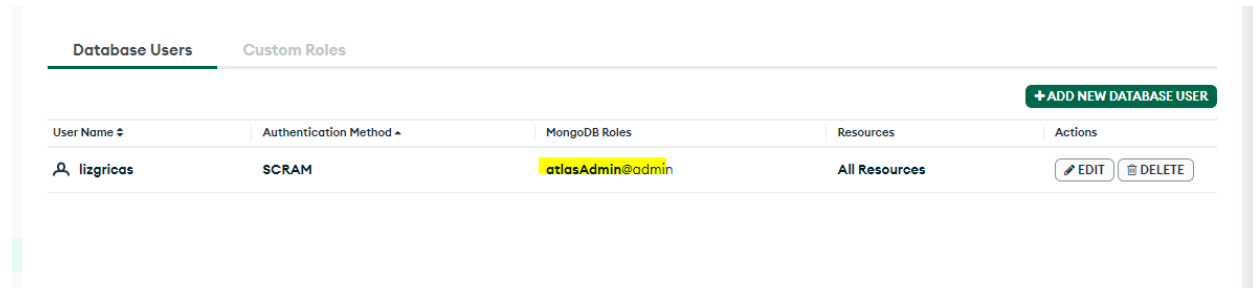 Database Users Custom Roles
+ ADD NEW DATABASE USER
User Name Authentication Method MongoDB Roles Resources Actions
lizgricas SCRAM atlasAdmin@admin All Resources EDIT DELETE